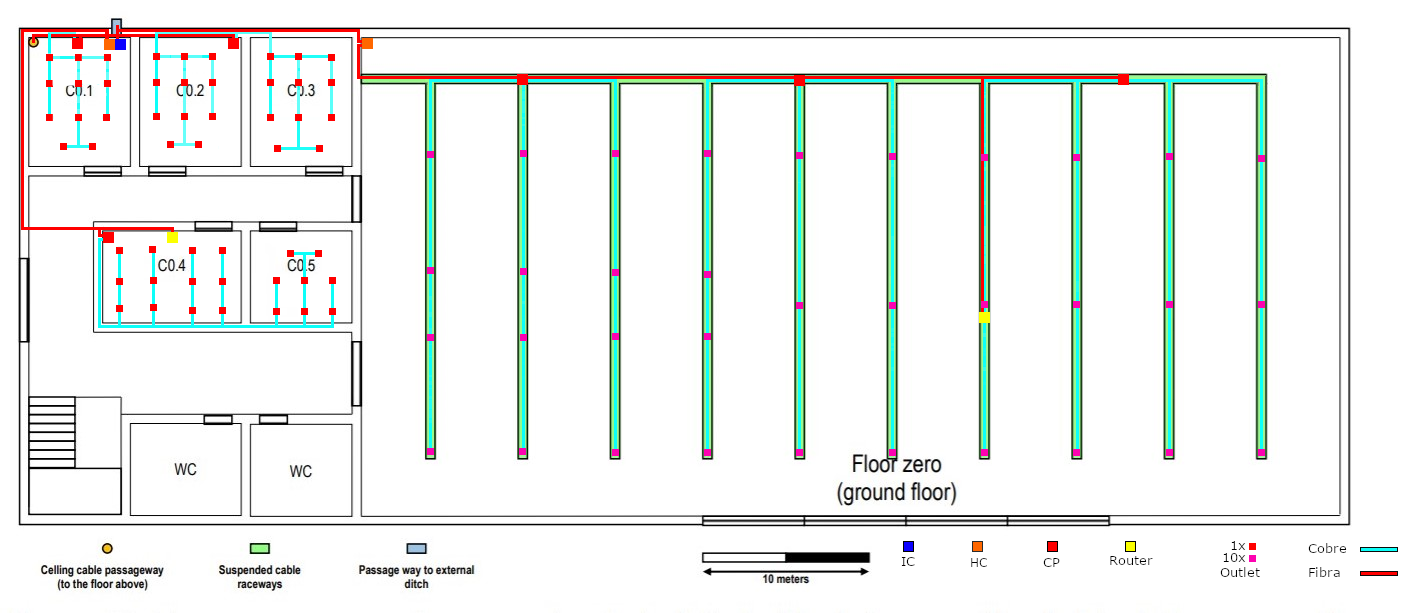 C0.1
C0.2
C0.3
C0.4
C0.5
WC
WC
Floor zero
(ground floor)
Celling cable passageway
(to the floor above)
Suspended cable
raceways
Passage way to external
ditch
10 meters
IC
HC
CP
Router
1x
10x
Outlet
Cobre
Fibra